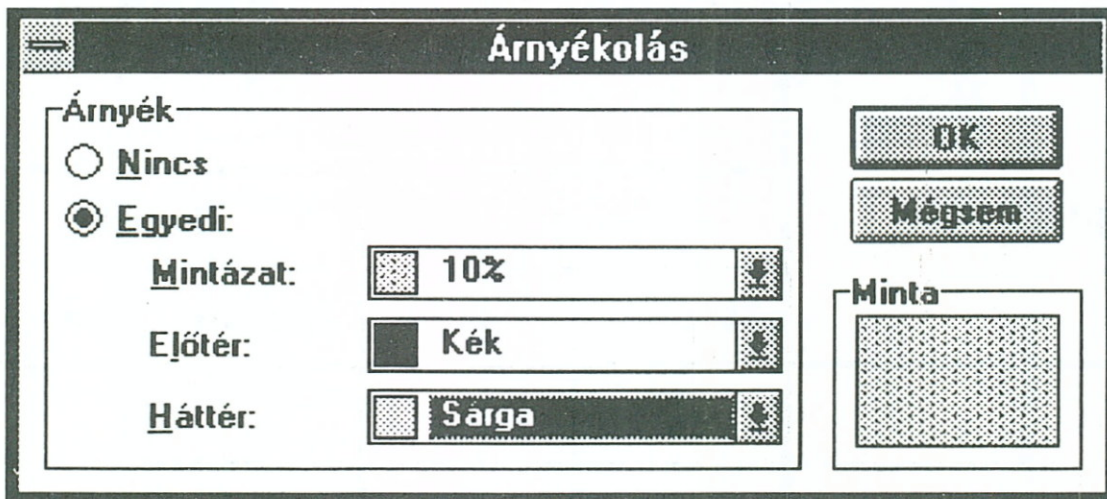 Árnyékolás
Árnyék
Nincs
Egyedi:
Mintázat: 10%
Előtér: Kék
Háttér: Sárga
OK
Mégsem
Minta